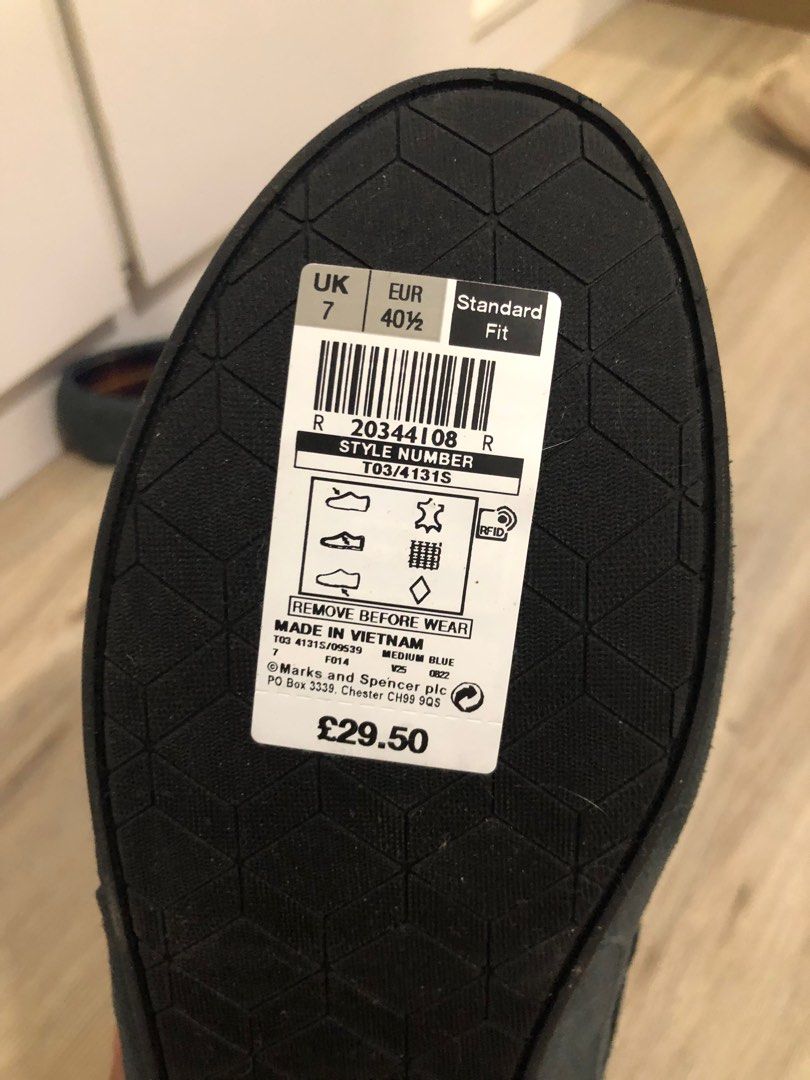 UK
7
EUR
40½
Standard
Fit
R 20344108 R
STYLE NUMBER
T03/4131S
RFID
REMOVE BEFORE WEAR
MADE IN VIETNAM
T03 4131S/09539 MEDIUM BLUE
7 F014 V25 0822
©Marks and Spencer plc
PO Box 3339, Chester CH99 9QS
£29.50